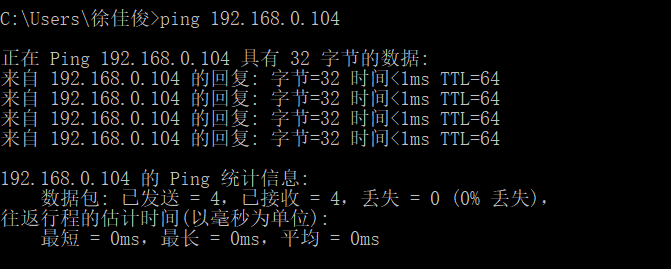 C:\Users\徐佳俊>ping 192.168.0.104
正在 Ping 192.168.0.104 具有 32 字节的数据:
来自 192.168.0.104 的回复: 字节=32 时间<1ms TTL=64
来自 192.168.0.104 的回复: 字节=32 时间<1ms TTL=64
来自 192.168.0.104 的回复: 字节=32 时间<1ms TTL=64
来自 192.168.0.104 的回复: 字节=32 时间<1ms TTL=64
192.168.0.104 的 Ping 统计信息:
数据包: 已发送 = 4，已接收 = 4，丢失 = 0 (0% 丢失)，
往返行程的估计时间(以毫秒为单位):
最短 = 0ms，最长 = 0ms，平均 = 0ms